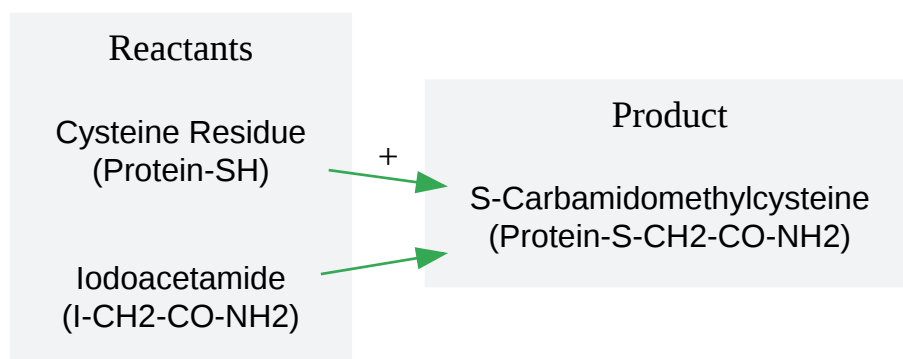 Reactants
Cysteine Residue
(Protein-SH)
Iodoacetamide
(I-CH2-CO-NH2)
+
Product
S-Carbamidomethylcysteine
(Protein-S-CH2-CO-NH2)